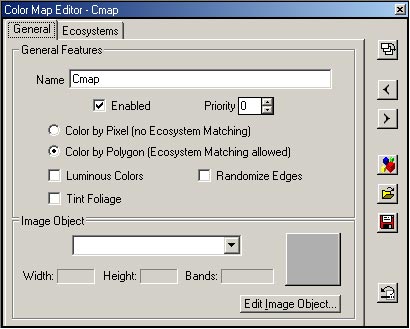 Color Map Editor - Cmap
General Ecosystems
General Features
Name Cmap
Enabled Priority 0
Color by Pixel (no Ecosystem Matching)
Color by Polygon (Ecosystem Matching allowed)
Luminous Colors Randomize Edges
Tint Foliage
Image Object
Width: Height: Bands:
Edit Image Object...